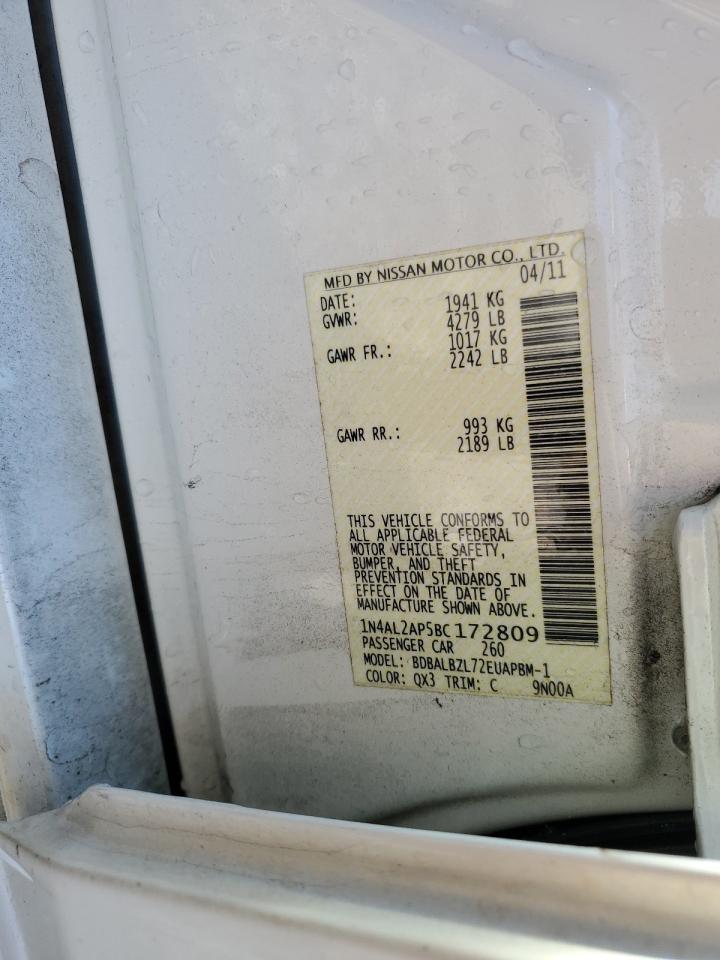 MFD BY NISSAN MOTOR CO., LTD.
DATE: 04/11
GVWR: 1941 KG
4279 LB
GAWR FR.: 1017 KG
2242 LB
GAWR RR.: 993 KG
2189 LB
THIS VEHICLE CONFORMS TO
ALL APPLICABLE FEDERAL
MOTOR VEHICLE SAFETY,
BUMPER, AND THEFT
PREVENTION STANDARDS IN
EFFECT ON THE DATE OF
MANUFACTURE SHOWN ABOVE.
1N4AL2AP5BC172809
PASSENGER CAR 260
MODEL: BDBALBZL72EUAPBM-1
COLOR: QX3 TRIM: C 9N00A